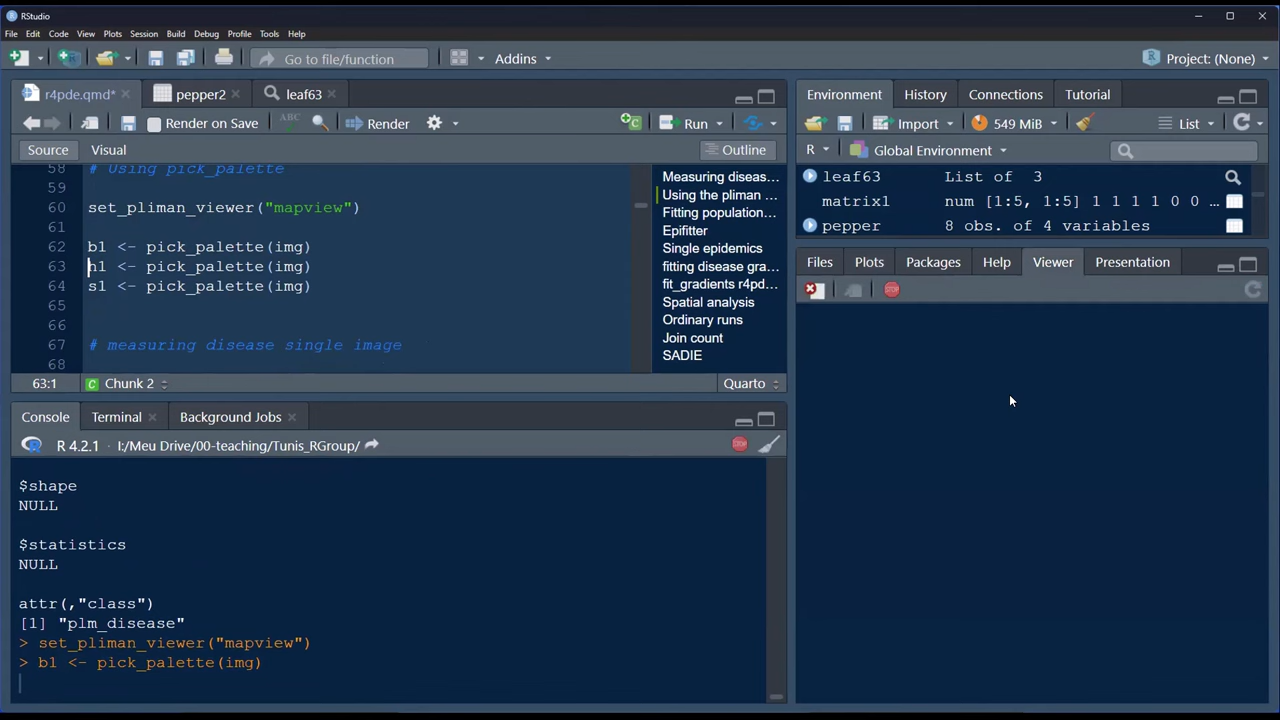 RStudio
File Edit Code View Plots Session Build Debug Profile Tools Help
Go to file/function Addins Project: (None)
r4pde.qmd* pepper2 leaf63
Render on Save ABC Render Run
Source Visual Outline
58 # Using pick_palette
59
60 set_pliman_viewer("mapview")
61
62 b1 <- pick_palette(img)
63 h1 <- pick_palette(img)
64 s1 <- pick_palette(img)
65
66
67 # measuring disease single image
68
Measuring diseas...
Using the pliman ...
Fitting population...
Epifitter
Single epidemics
fitting disease gra...
fit_gradients r4pd...
Spatial analysis
Ordinary runs
Join count
SADIE
63:1 Chunk 2 Quarto
Console Terminal Background Jobs
R 4.2.1 · I:/Meu Drive/00-teaching/Tunis_RGroup/
$shape
NULL
$statistics
NULL
attr(,"class")
[1] "plm_disease"
> set_pliman_viewer("mapview")
> b1 <- pick_palette(img)
Environment History Connections Tutorial
Import 549 MiB List
R Global Environment
leaf63 List of 3
matrix1 num [1:5, 1:5] 1 1 1 1 0 0 ...
pepper 8 obs. of 4 variables
Files Plots Packages Help Viewer Presentation
STOP